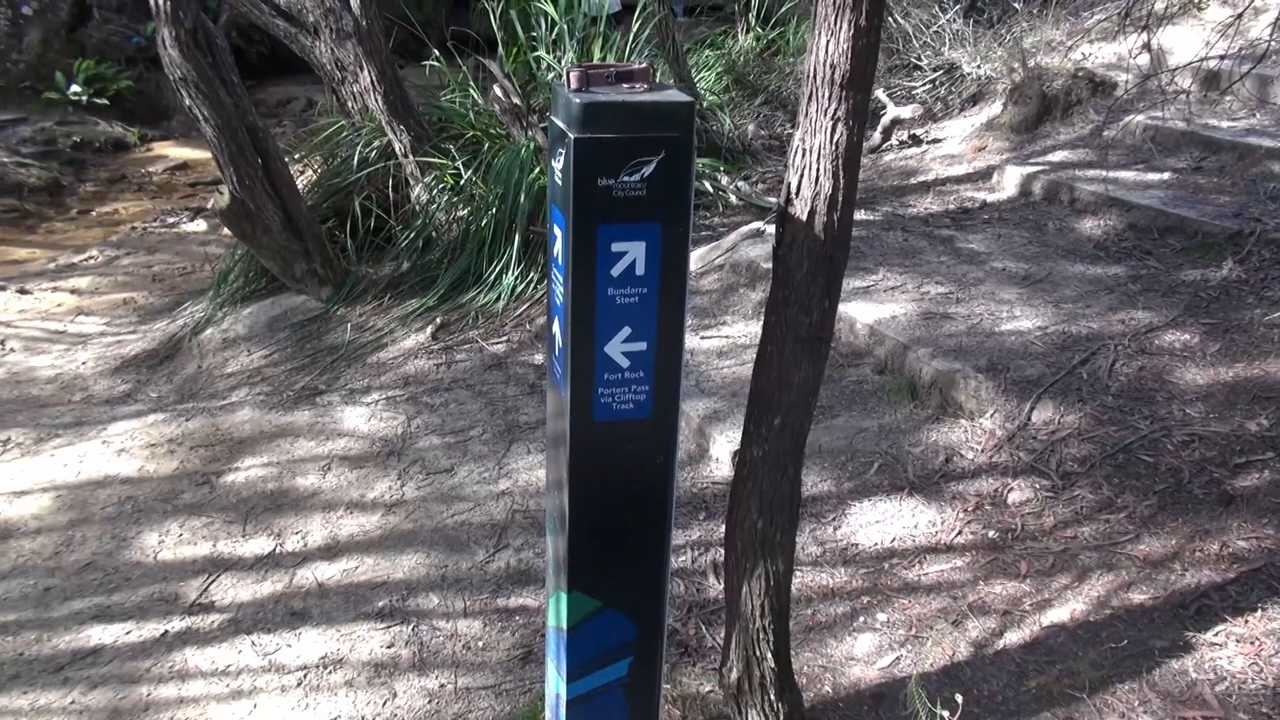 blue
mountains
City Council
Bundarra
Steet
Fort Rock
Porters Pass
via Clifftop
Track